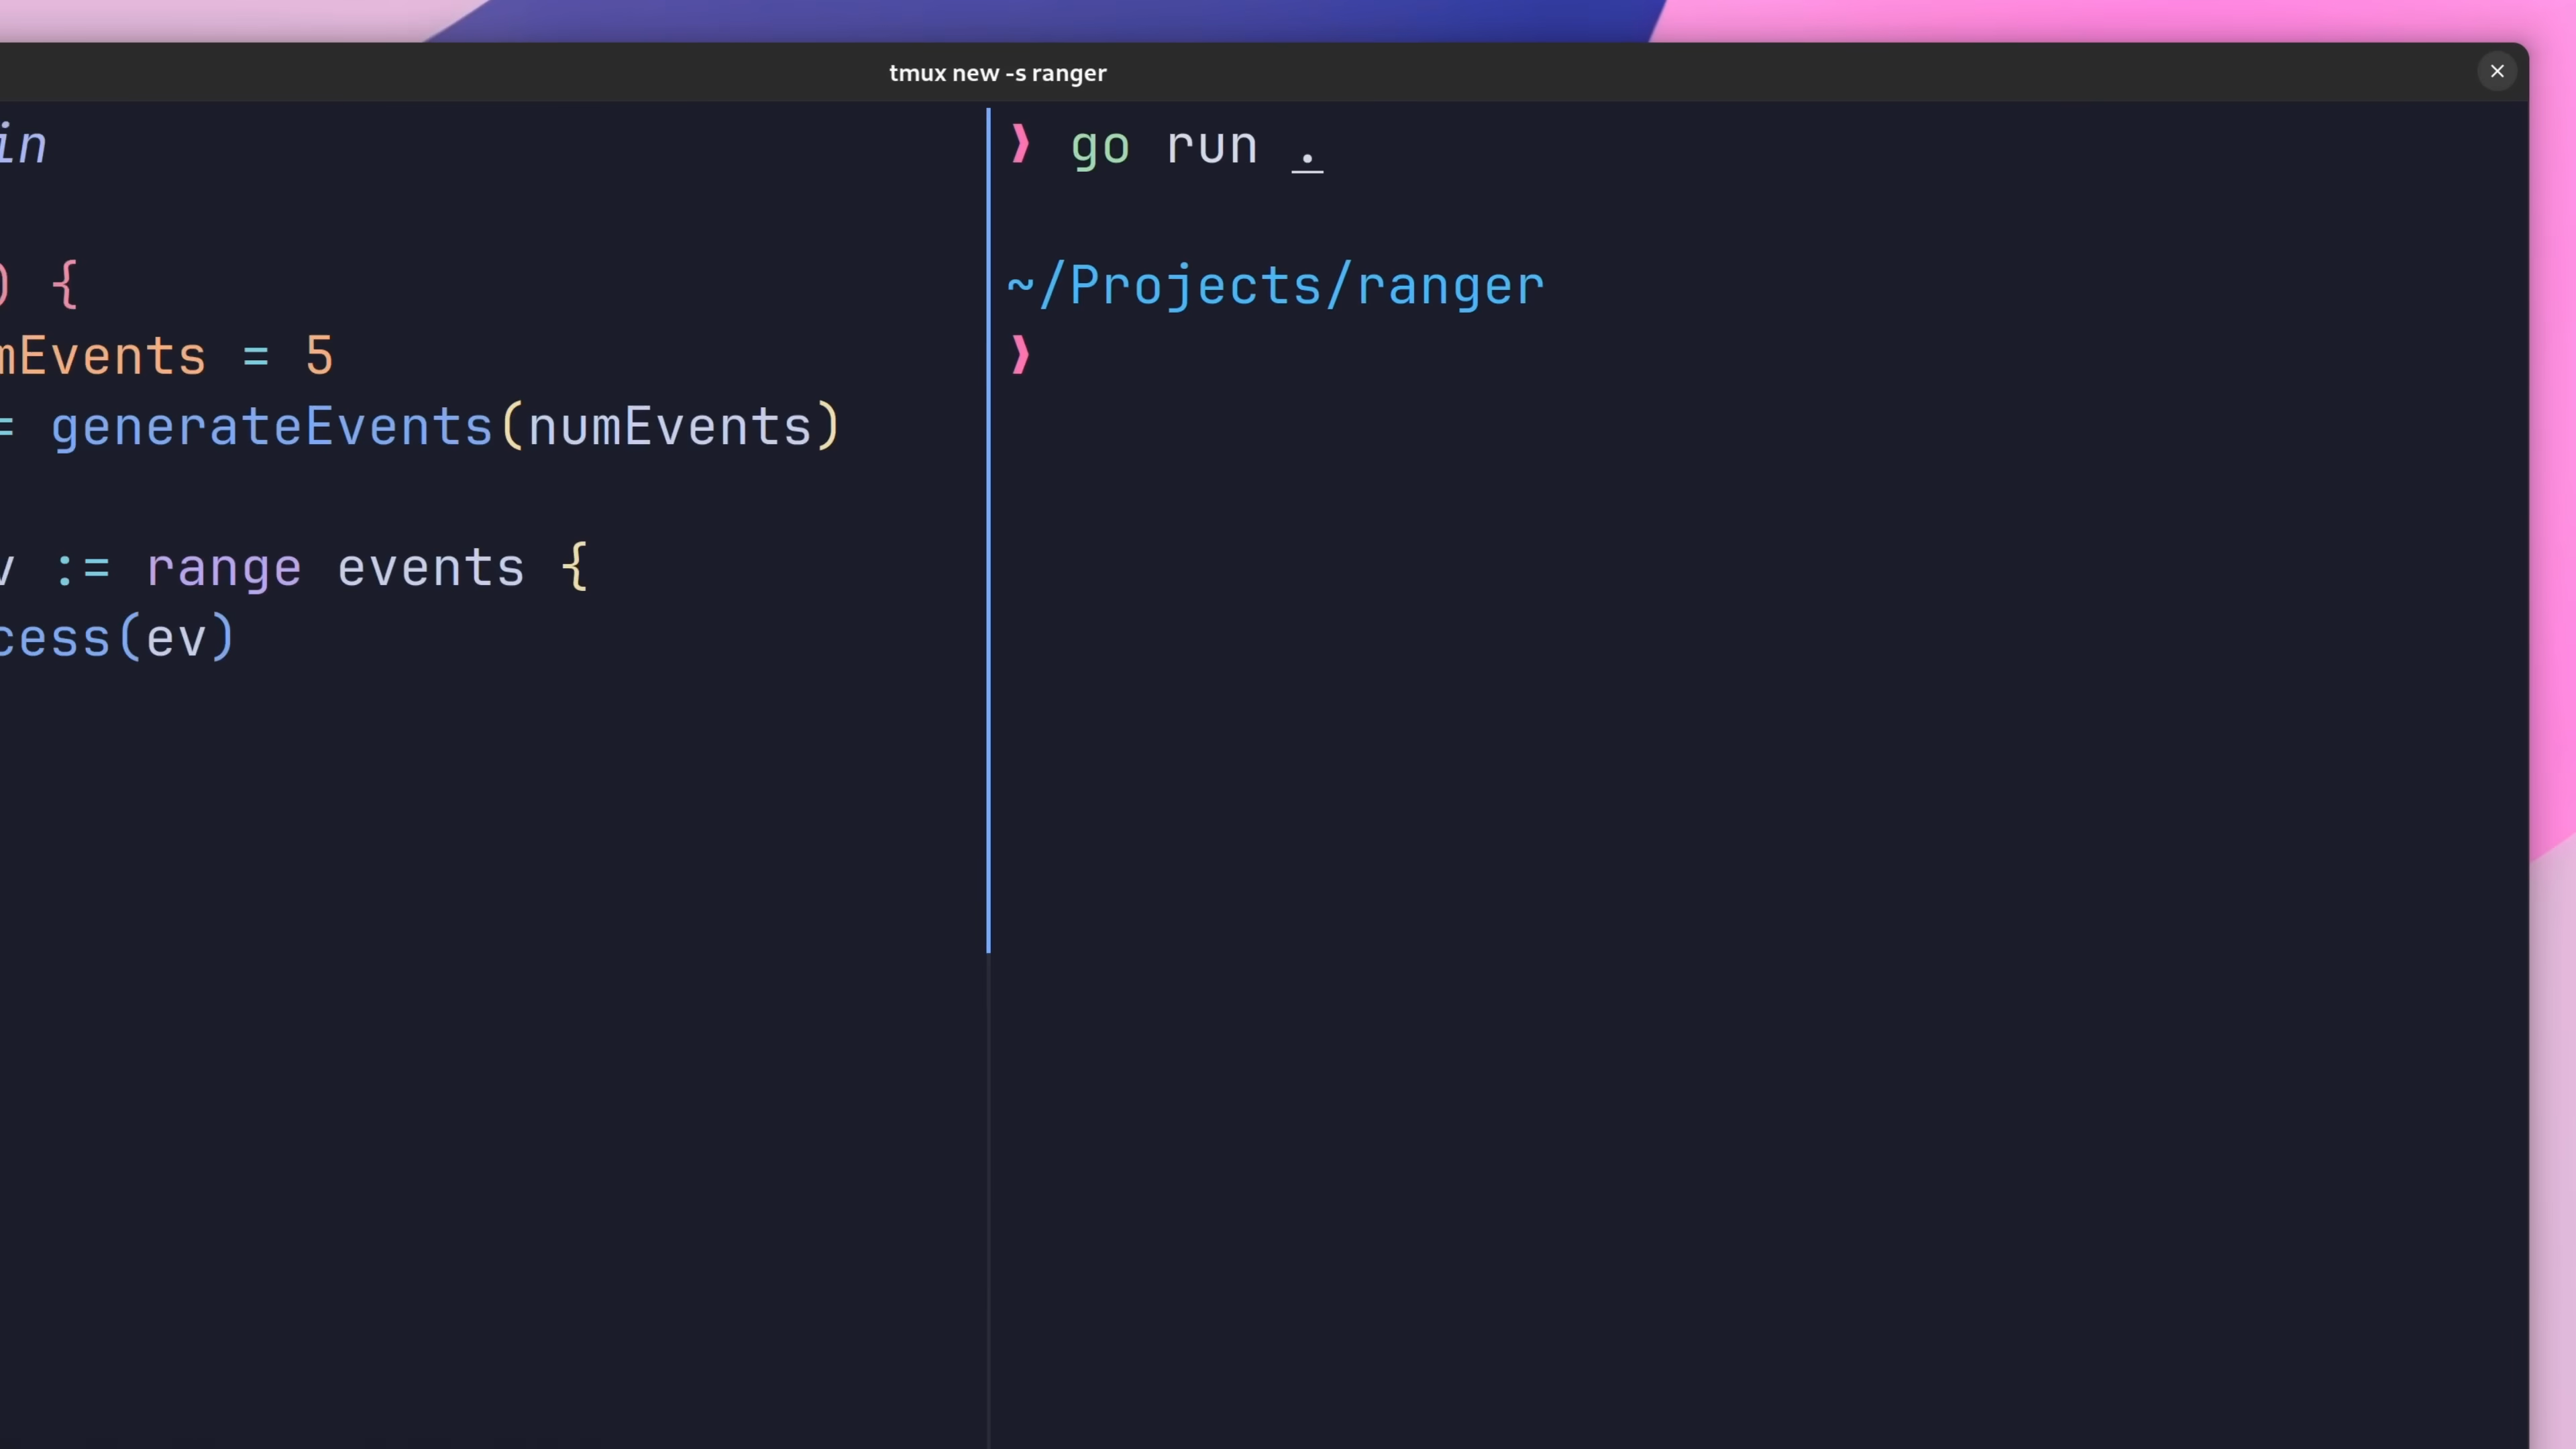 tmux new -s ranger
in
) {
mEvents = 5
= generateEvents(numEvents)
v := range events {
cess(ev)
❯ go run .
~/Projects/ranger
❯